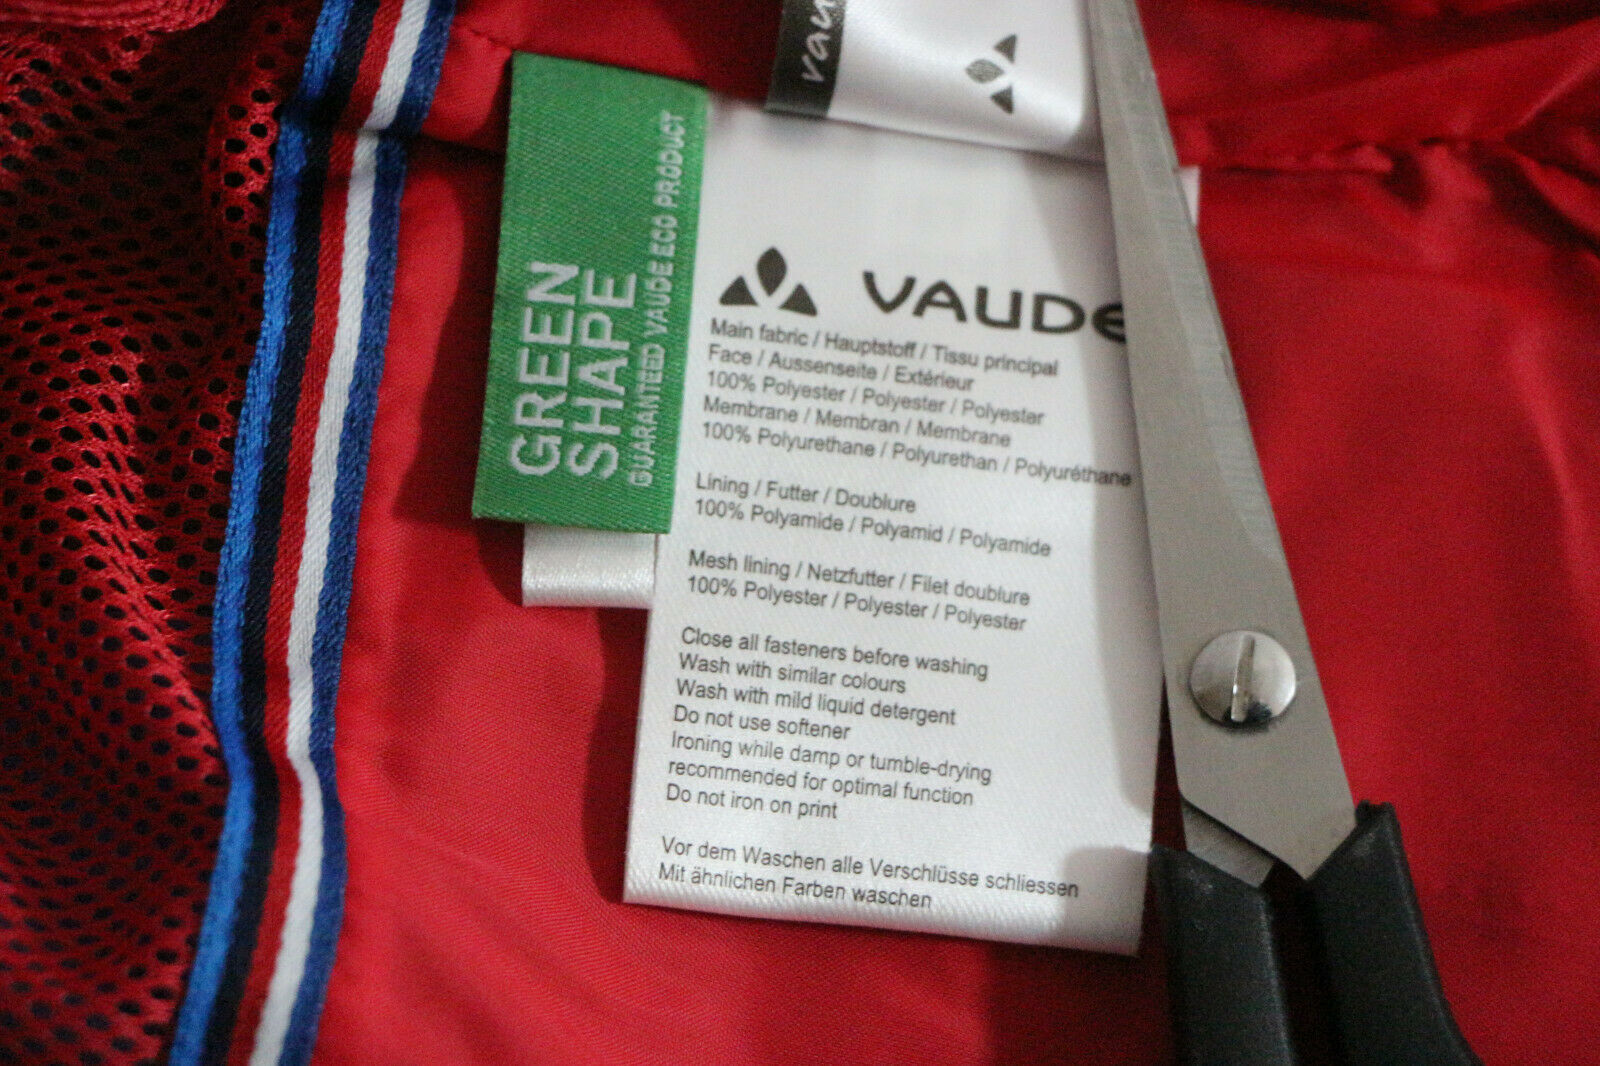 vau
GREEN
SHAPE
GUARANTEED VAUDE ECO PRODUCT
VAUDE
Main fabric / Hauptstoff / Tissu principal
Face / Aussenseite / Extérieur
100% Polyester / Polyester / Polyester
Membrane / Membran / Membrane
100% Polyurethane / Polyurethan / Polyuréthane
Lining / Futter / Doublure
100% Polyamide / Polyamid / Polyamide
Mesh lining / Netzfutter / Filet doublure
100% Polyester / Polyester / Polyester
Close all fasteners before washing
Wash with similar colours
Wash with mild liquid detergent
Do not use softener
Ironing while damp or tumble-drying
recommended for optimal function
Do not iron on print
Vor dem Waschen alle Verschlüsse schliessen
Mit ähnlichen Farben waschen